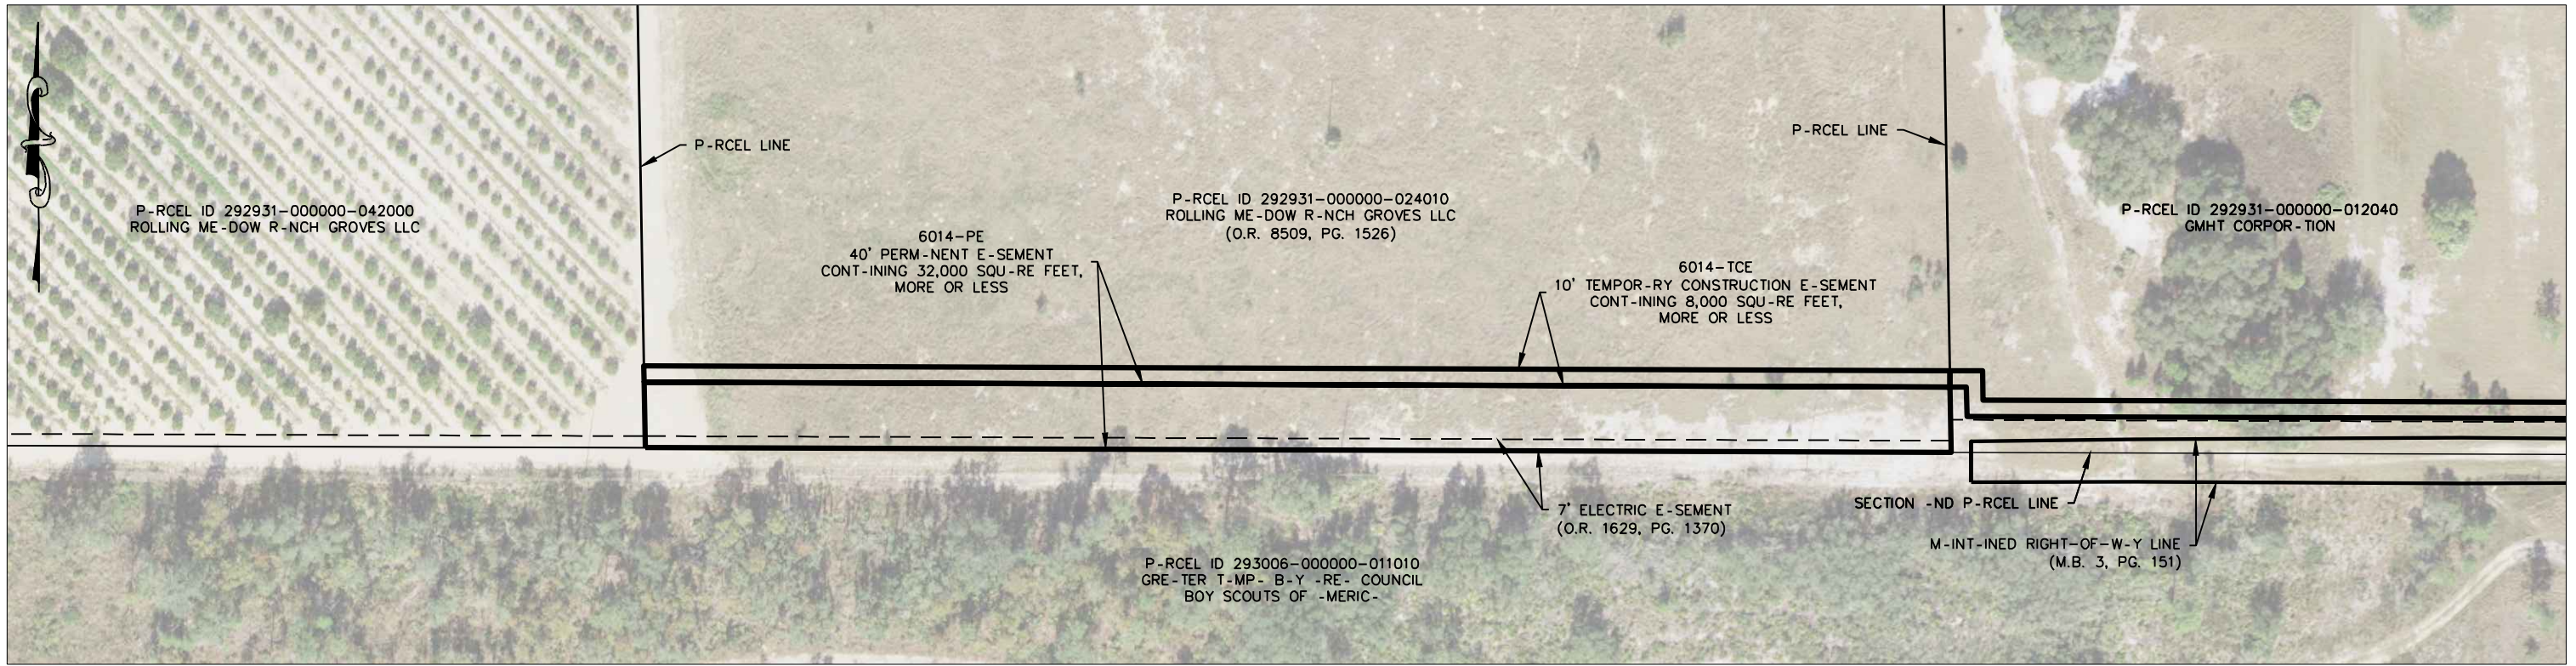 P-RCEL LINE
P-RCEL LINE
P-RCEL ID 292931-000000-042000
ROLLING ME-DOW R-NCH GROVES LLC
P-RCEL ID 292931-000000-024010
ROLLING ME-DOW R-NCH GROVES LLC
(O.R. 8509, PG. 1526)
P-RCEL ID 292931-000000-012040
GMHT CORPOR-TION
6014-PE
40' PERM-NENT E-SEMENT
CONT-INING 32,000 SQU-RE FEET,
MORE OR LESS
6014-TCE
10' TEMPOR-RY CONSTRUCTION E-SEMENT
CONT-INING 8,000 SQU-RE FEET,
MORE OR LESS
7' ELECTRIC E-SEMENT
(O.R. 1629, PG. 1370)
SECTION -ND P-RCEL LINE
M-INT-INED RIGHT-OF-W-Y LINE
(M.B. 3, PG. 151)
P-RCEL ID 293006-000000-011010
GRE-TER T-MP- B-Y -RE- COUNCIL
BOY SCOUTS OF -MERIC-